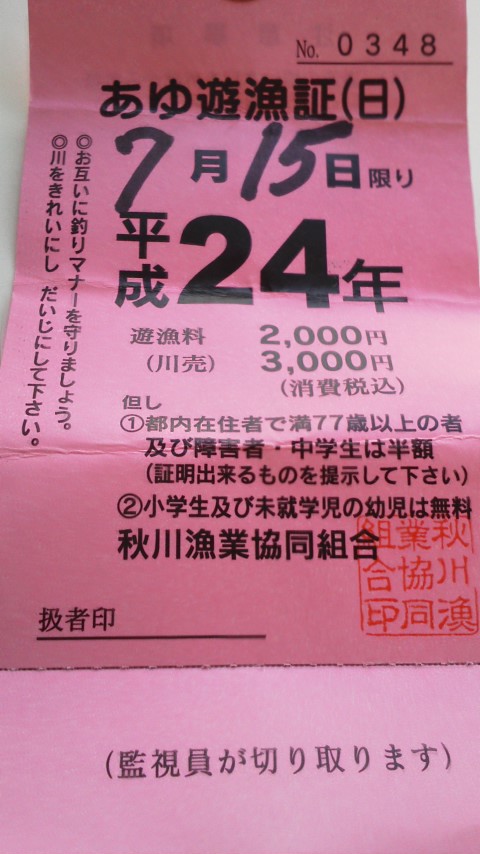 No. 0348
あゆ遊漁証(日)
7月15日限り
平成24年
◎お互いに釣りマナーを守りましょう。
◎川をきれいにし だいじにして下さい。
遊漁料 2,000円
(川売) 3,000円
(消費税込)
但し
①都内在住者で満77歳以上の者
及び障害者・中学生は半額
(証明出来るものを提示して下さい)
②小学生及び未就学児の幼児は無料
秋川漁業協同組合
秋川漁
業協同
組合印
扱者印
(監視員が切り取ります)